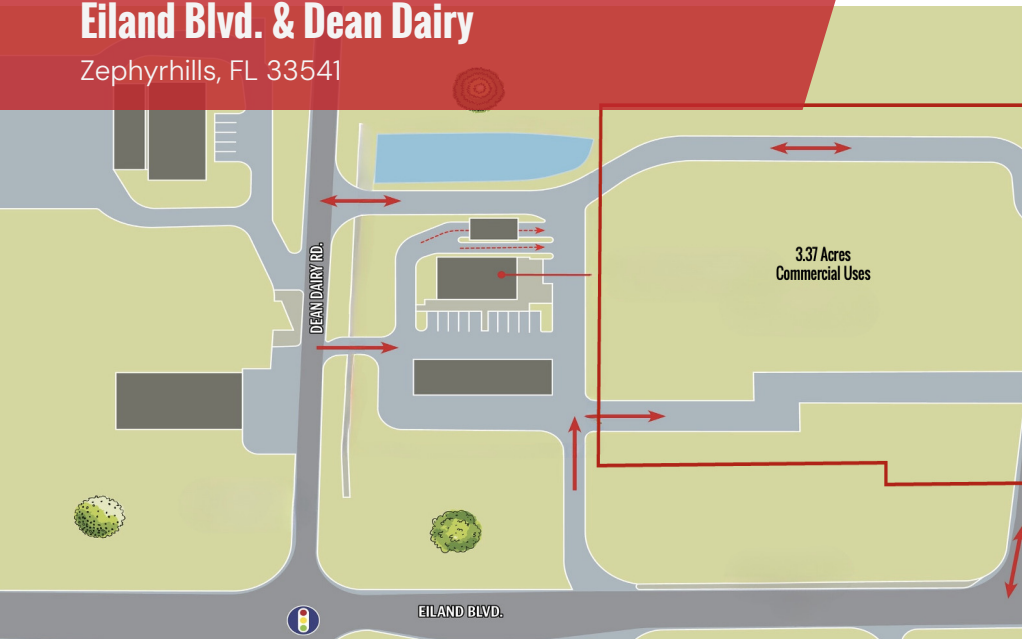 Eiland Blvd. & Dean Dairy
Zephyrhills, FL 33541
3.37 Acres
Commercial Uses
DEAN DAIRY RD.
EILAND BLVD.